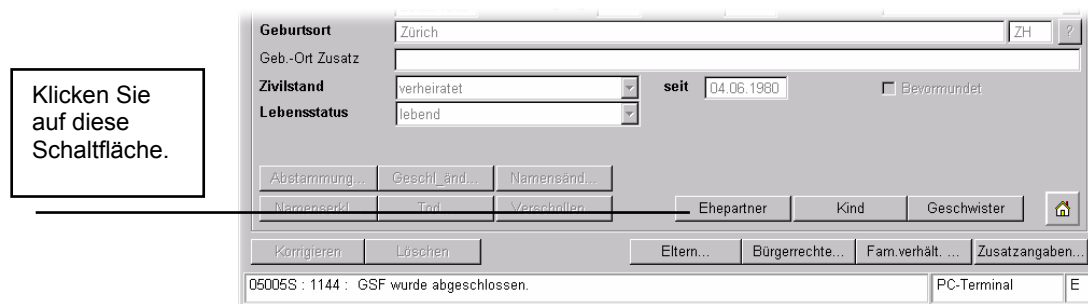 Geburtsort Zürich ZH ?
Geb.-Ort Zusatz
Klicken Sie
auf diese
Schaltfläche.
Zivilstand verheiratet seit 04.06.1980 Bevormundet
Lebensstatus lebend
Abstammung... Geschl_änd... Namensänd...
Namenserkl... Tod... Verschollen... Ehepartner Kind Geschwister
Korrigieren Löschen Eltern... Bürgerrechte... Fam.verhält. ... Zusatzangaben...
05005S : 1144 : GSF wurde abgeschlossen. PC-Terminal E